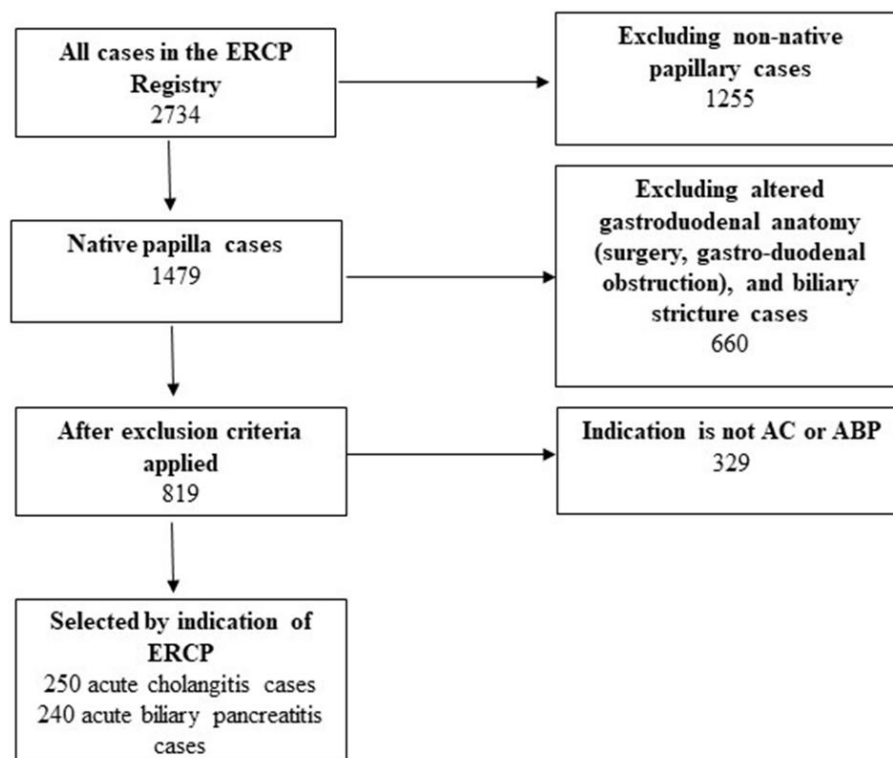 All cases in the ERCP
Registry
2734
Excluding non-native
papillary cases
1255
Native papilla cases
1479
Excluding altered
gastroduodenal anatomy
(surgery, gastro-duodenal
obstruction), and biliary
stricture cases
660
After exclusion criteria
applied
819
Indication is not AC or ABP
329
Selected by indication of
ERCP
250 acute cholangitis cases
240 acute biliary pancreatitis
cases